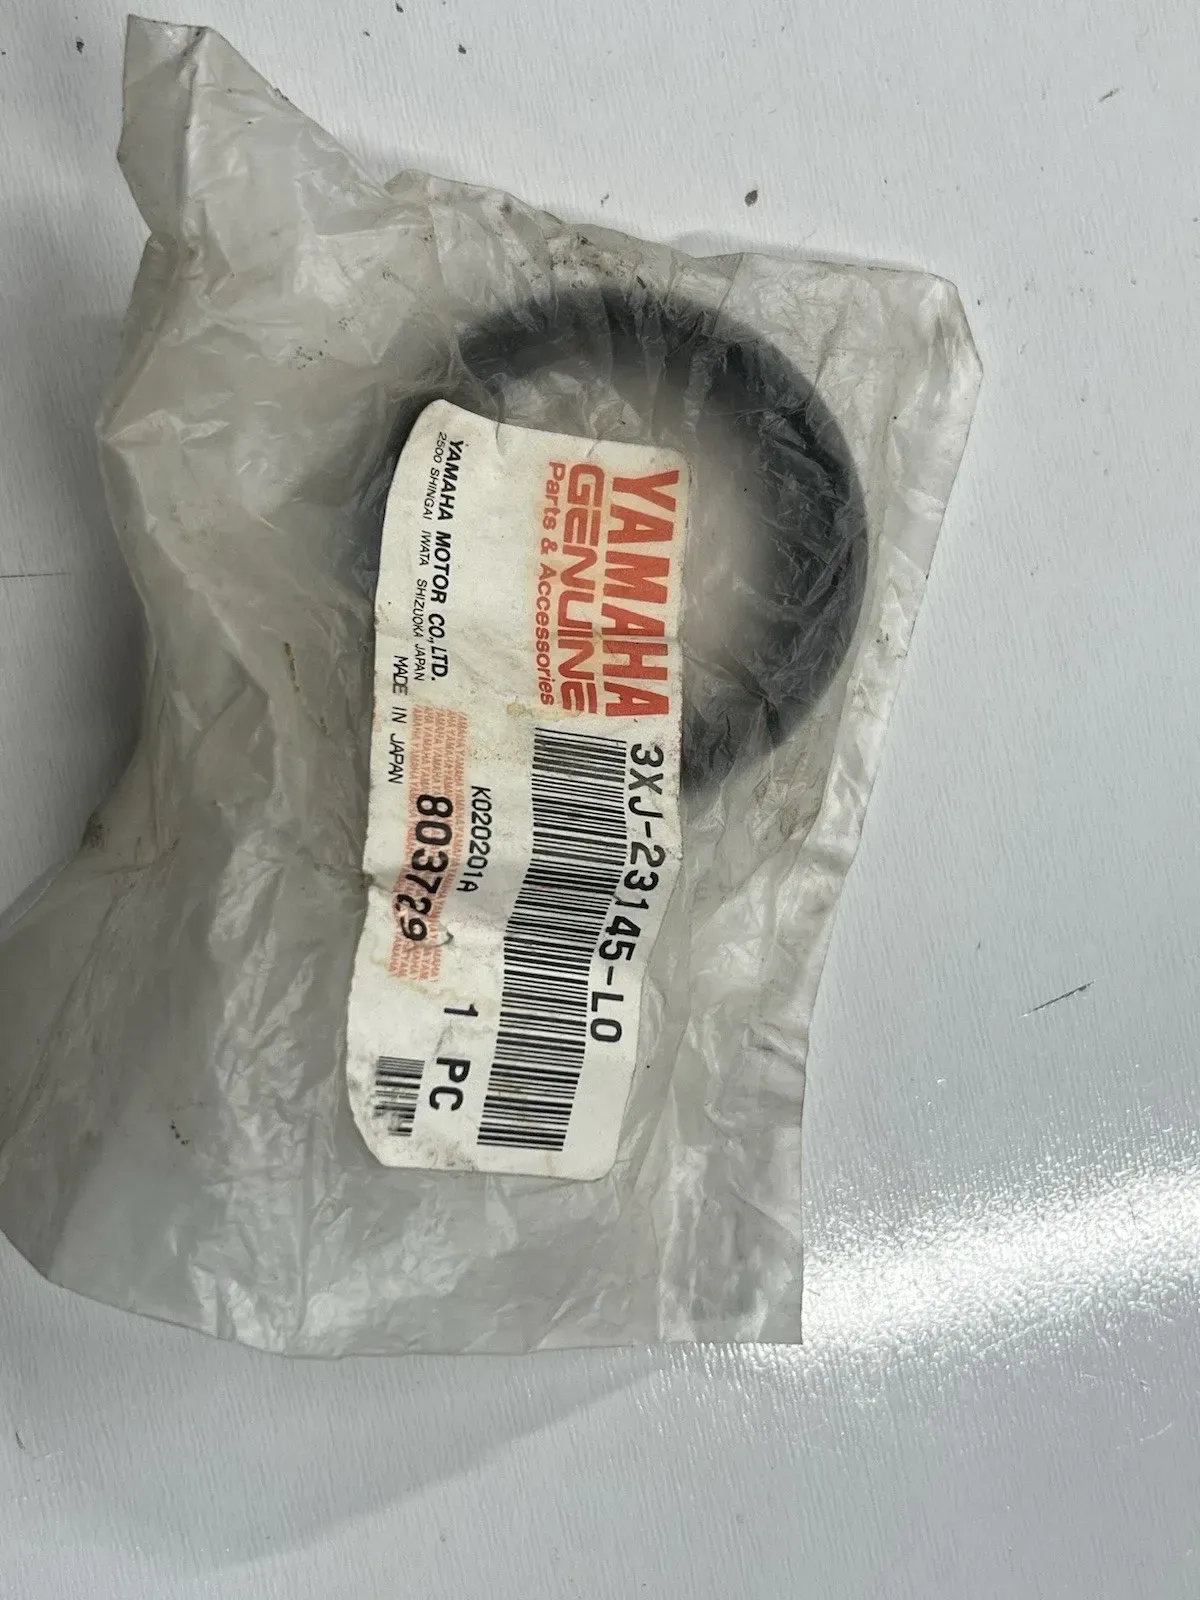 YAMAHA
GENUINE
Parts & Accessories
3XJ-23145-L0
K020201A
803729
1 PC
YAMAHA MOTOR CO.,LTD.
2500 SHINGAI IWATA SHIZUOKA JAPAN
MADE IN JAPAN